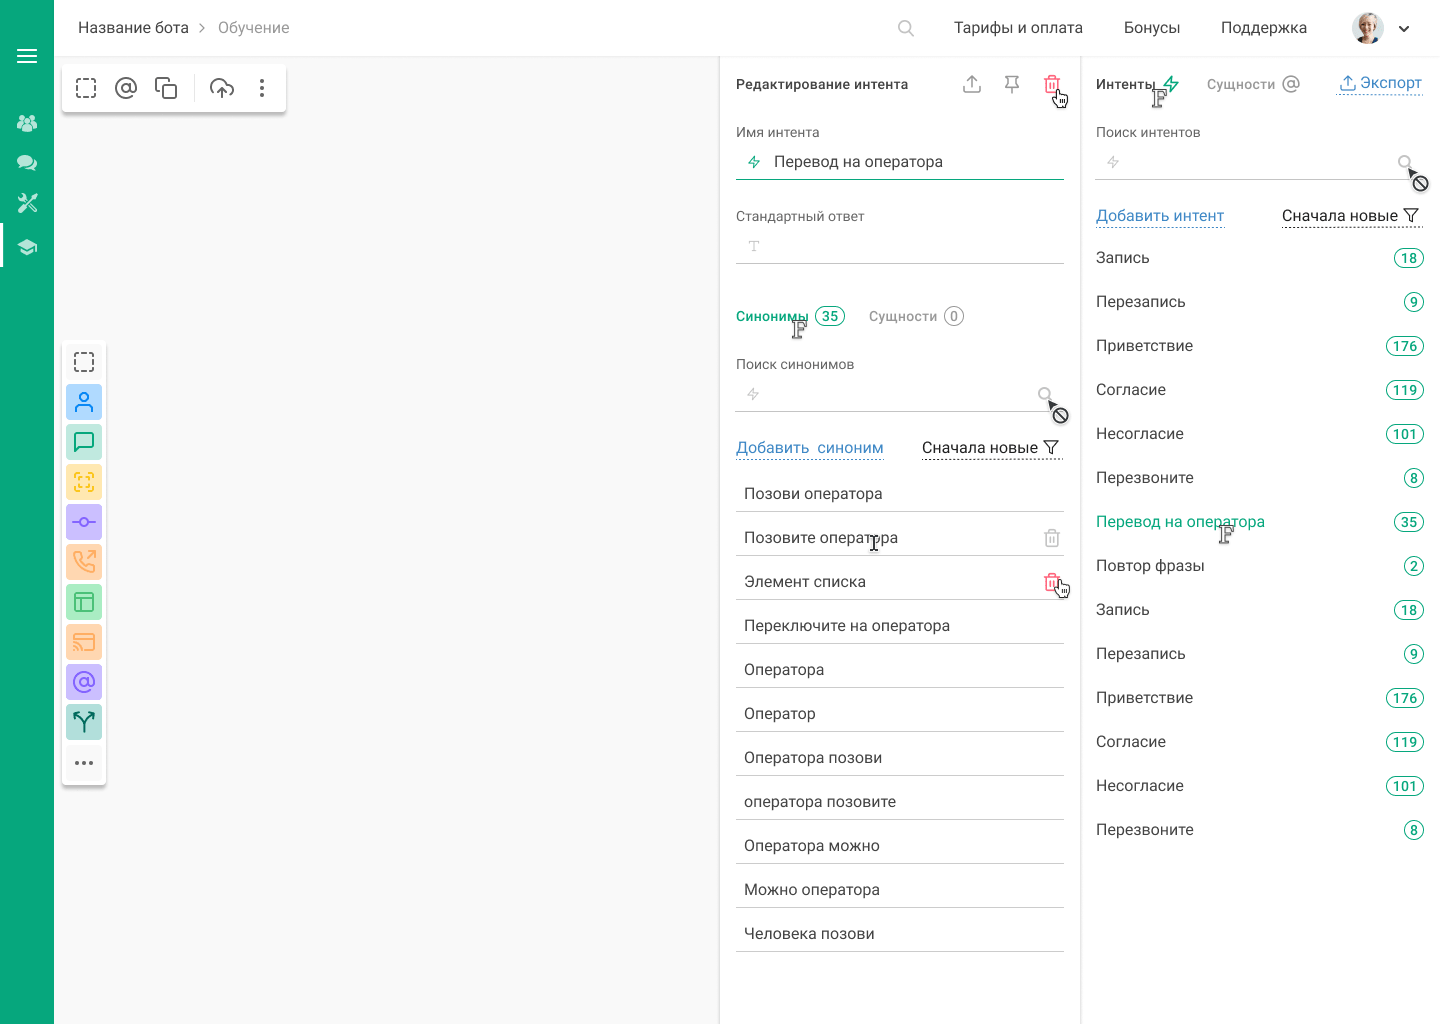 Название бота > Обучение
Тарифы и оплата
Бонусы
Поддержка
Редактирование интента
Имя интента
Перевод на оператора
Стандартный ответ
Синонимы 35
Сущности 0
Поиск синонимов
Добавить синоним
Сначала новые
Позови оператора
Позовите оператора
Элемент списка
Переключите на оператора
Оператора
Оператор
Оператора позови
оператора позовите
Оператора можно
Можно оператора
Человека позови
Интенты
Сущности
Экспорт
Поиск интентов
Добавить интент
Сначала новые
Запись 18
Перезапись 9
Приветствие 176
Согласие 119
Несогласие 101
Перезвоните 8
Перевод на оператора 35
Повтор фразы 2
Запись 18
Перезапись 9
Приветствие 176
Согласие 119
Несогласие 101
Перезвоните 8